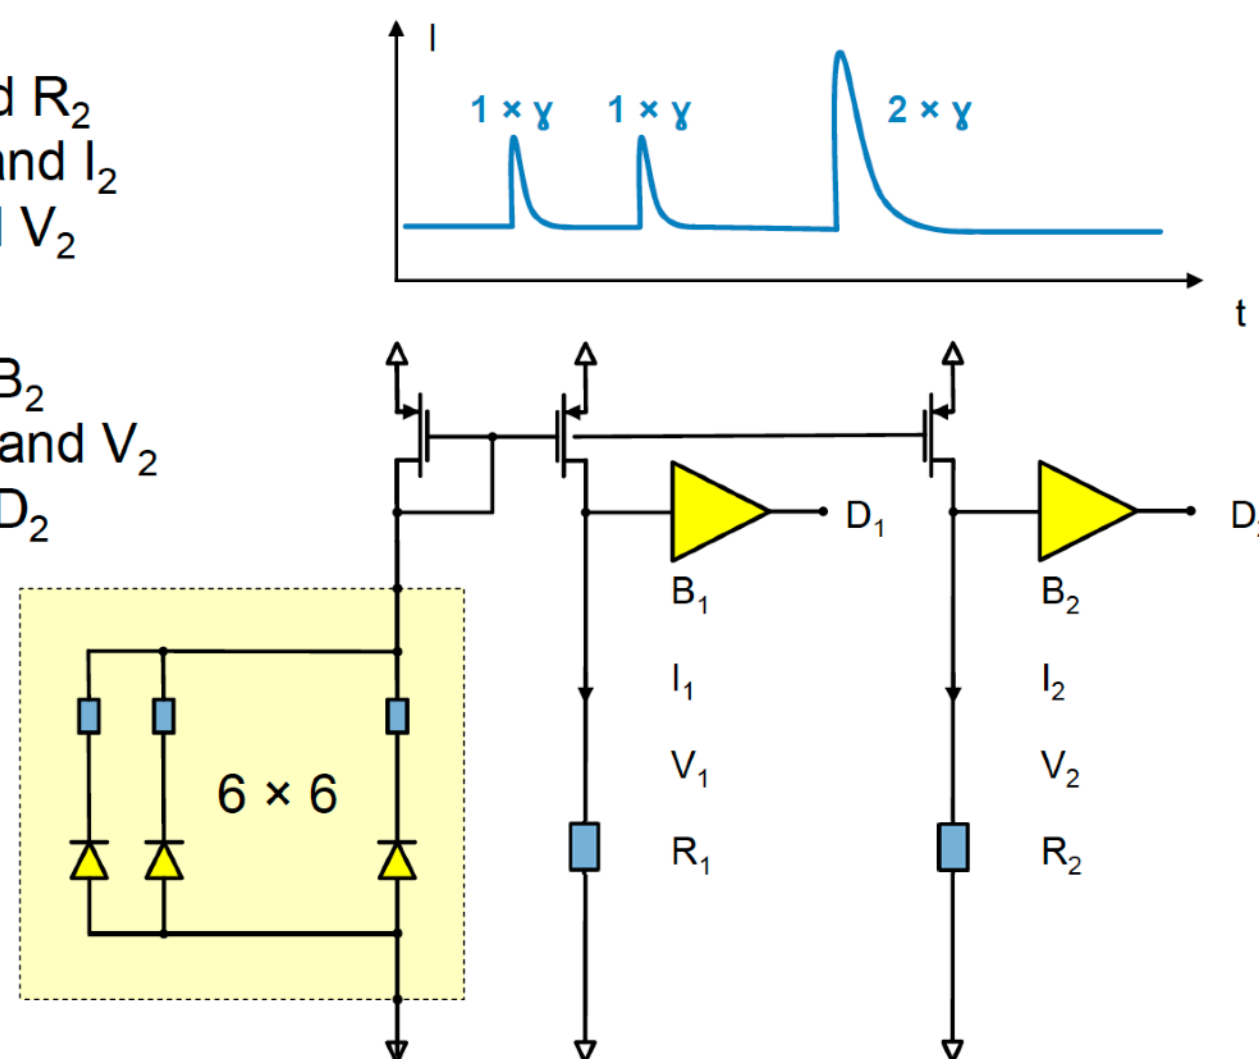 I
d R₂
1 × ɣ 1 × ɣ 2 × ɣ
and I₂
V₂
t
B₂
and V₂
D₂
D₁
D
B₁
B₂
I₁
I₂
6 × 6
V₁
V₂
R₁
R₂